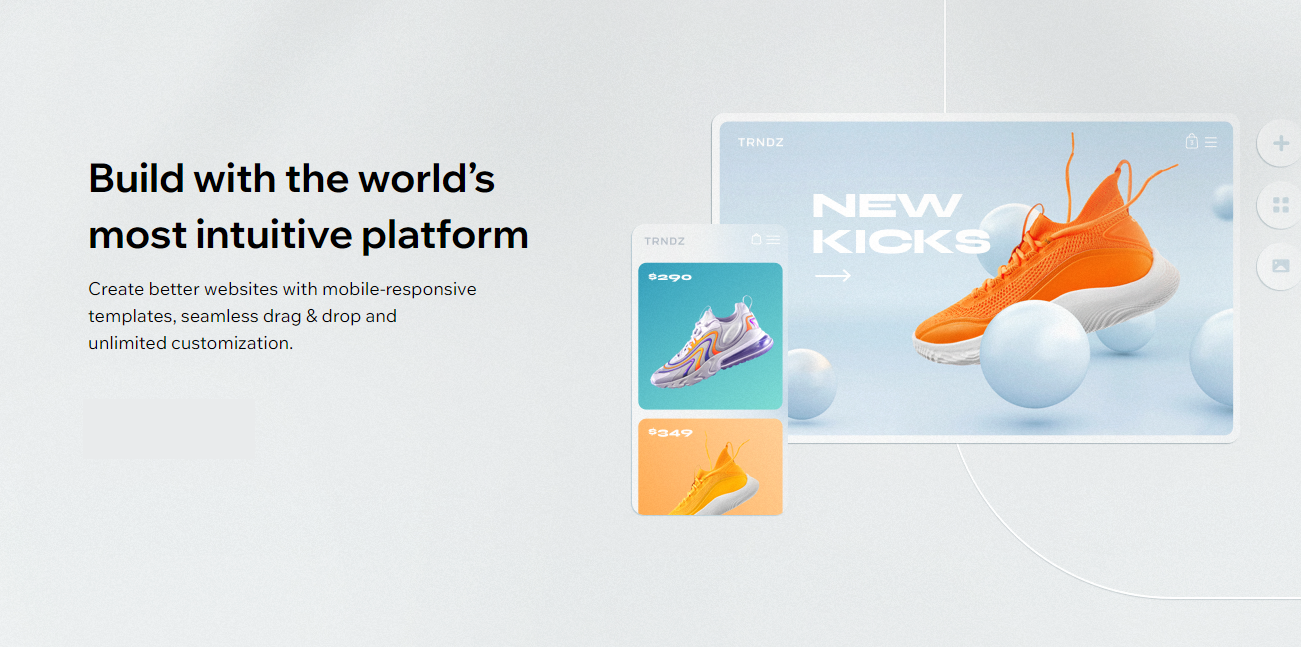 Build with the world’s
most intuitive platform
Create better websites with mobile-responsive
templates, seamless drag & drop and
unlimited customization.
TRNDZ
NEW
KICKS
TRNDZ
$290
$349